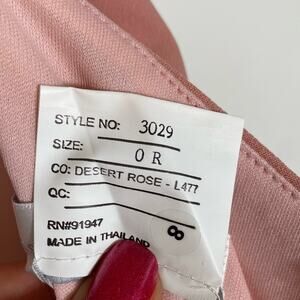 STYLE NO: 3029
SIZE: 0 R
CO: DESERT ROSE - L477
QC:
8
RN#91947
MADE IN THAILAND